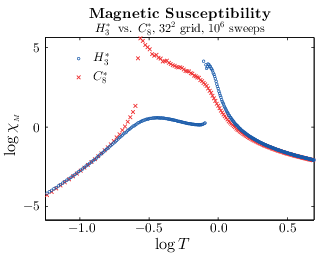 Magnetic Susceptibility
H₃* vs. C₈*, 32² grid, 10⁶ sweeps
5
H₃*
C₈*
0
−5
log χ_M
−1.0 −0.5 0.0 0.5
log T